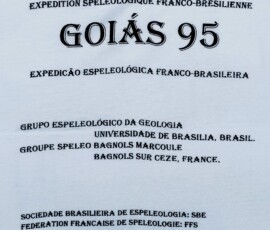 EXPEDITION SPELEOLOGIQUE FRANCO-BRESILIENNE
GOIÁS 95
EXPEDICÃO ESPELEOLÓGICA FRANCO-BRASILEIRA
GRUPO ESPELEOLÓGICO DA GEOLOGIA
UNIVERSIDADE DE BRASILIA, BRASIL.
GROUPE SPELEO BAGNOLS MARCOULE
BAGNOLS SUR CEZE, FRANCE.
SOCIEDADE BRASILEIRA DE ESPELEOLOGIA: SBE
FEDERATION FRANCAISE DE SPELEOLOGIE: FFS